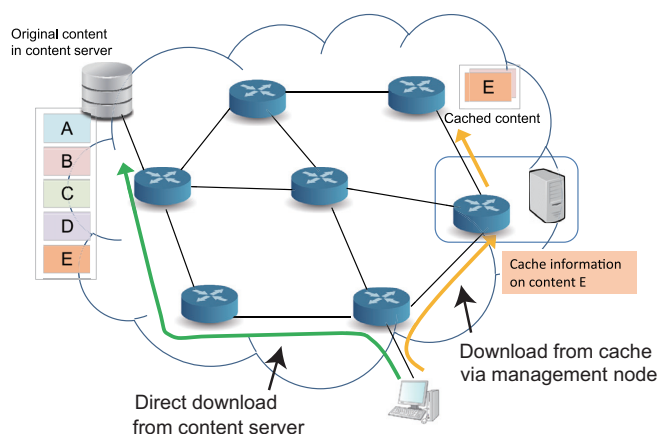 Original content
in content server
A
B
C
D
E
E
Cached content
Cache information
on content E
Download from cache
via management node
Direct download
from content server